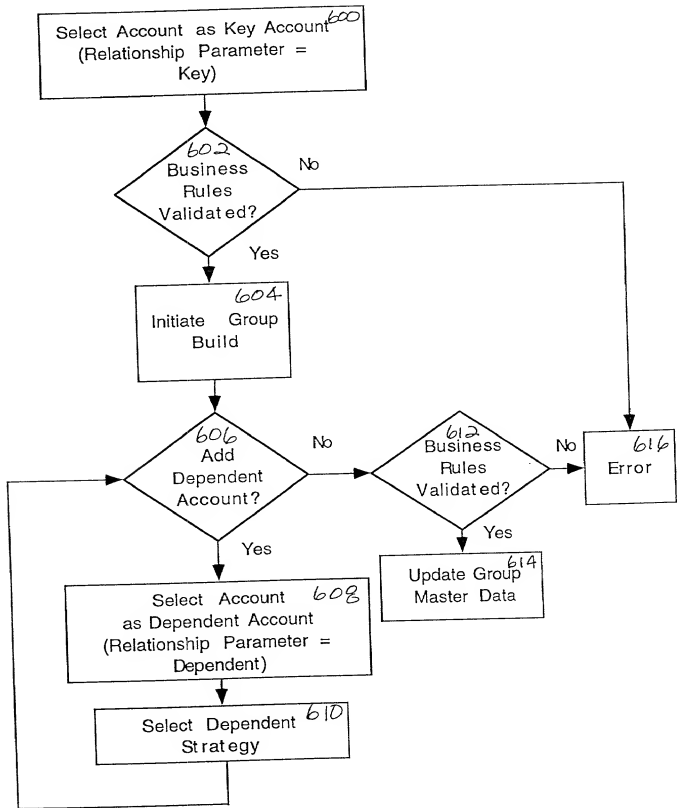 Select Account as Key Account 600
(Relationship Parameter =
Key)
602
Business
Rules
Validated?
No
Yes
604
Initiate Group
Build
606
Add
Dependent
Account?
No
612
Business
Rules
Validated?
No
616
Error
Yes
Yes
614
Update Group
Master Data
Select Account 608
as Dependent Account
(Relationship Parameter =
Dependent)
Select Dependent 610
Strategy